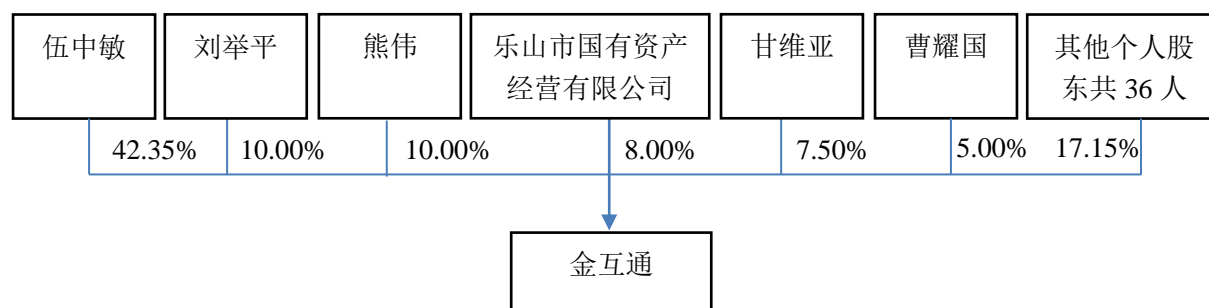 伍中敏
刘举平
熊伟
乐山市国有资产
经营有限公司
甘维亚
曹耀国
其他个人股
东共 36 人
42.35%
10.00%
10.00%
8.00%
7.50%
5.00%
17.15%
金互通